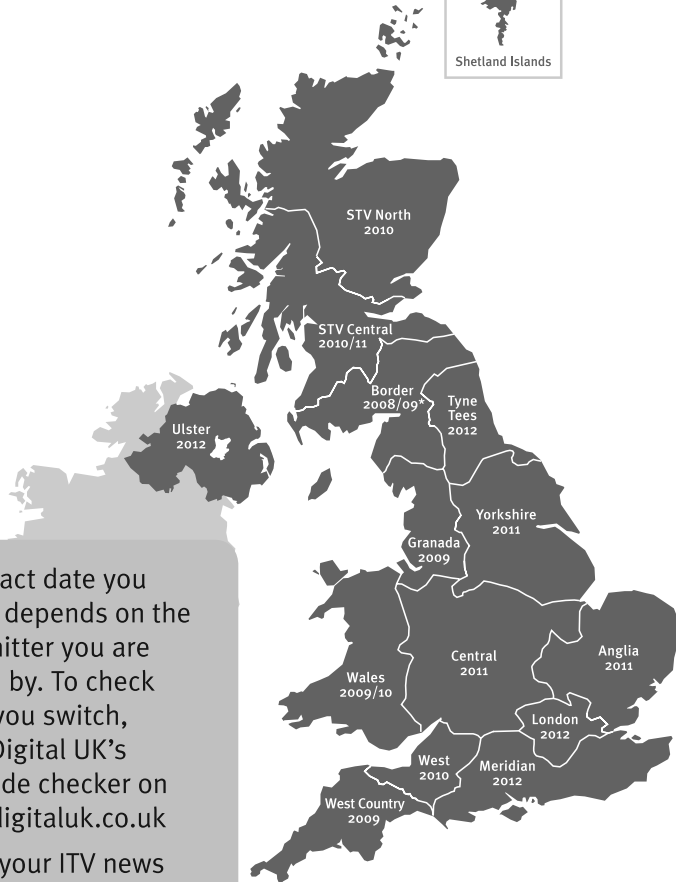 Shetland Islands
STV North
2010
STV Central
2010/11
Border
2008/09*
Tyne
Tees
2012
Ulster
2012
Yorkshire
2011
Granada
2009
Central
2011
Anglia
2011
Wales
2009/10
London
2012
West
2010
Meridian
2012
West Country
2009
act date you
depends on the
itter you are
by. To check
you switch,
Digital UK’s
de checker on
digitaluk.co.uk
your ITV news